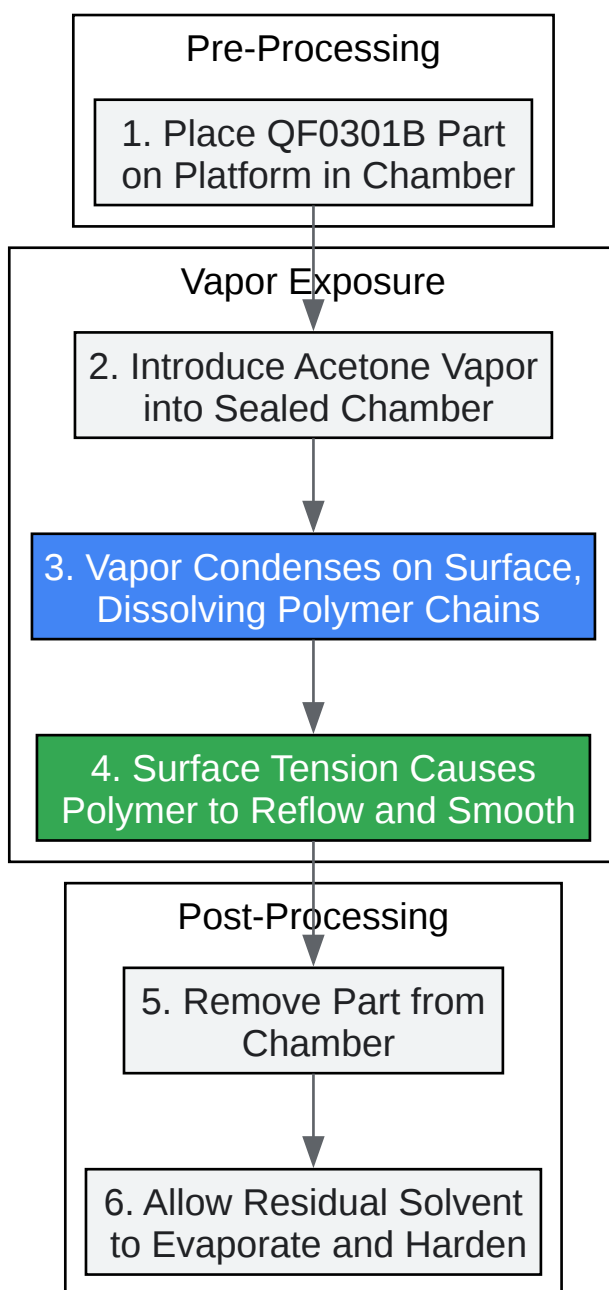 Pre-Processing
1. Place QF0301B Part
on Platform in Chamber
Vapor Exposure
2. Introduce Acetone Vapor
into Sealed Chamber
3. Vapor Condenses on Surface,
Dissolving Polymer Chains
4. Surface Tension Causes
Polymer to Reflow and Smooth
Post-Processing
5. Remove Part from
Chamber
6. Allow Residual Solvent
to Evaporate and Harden